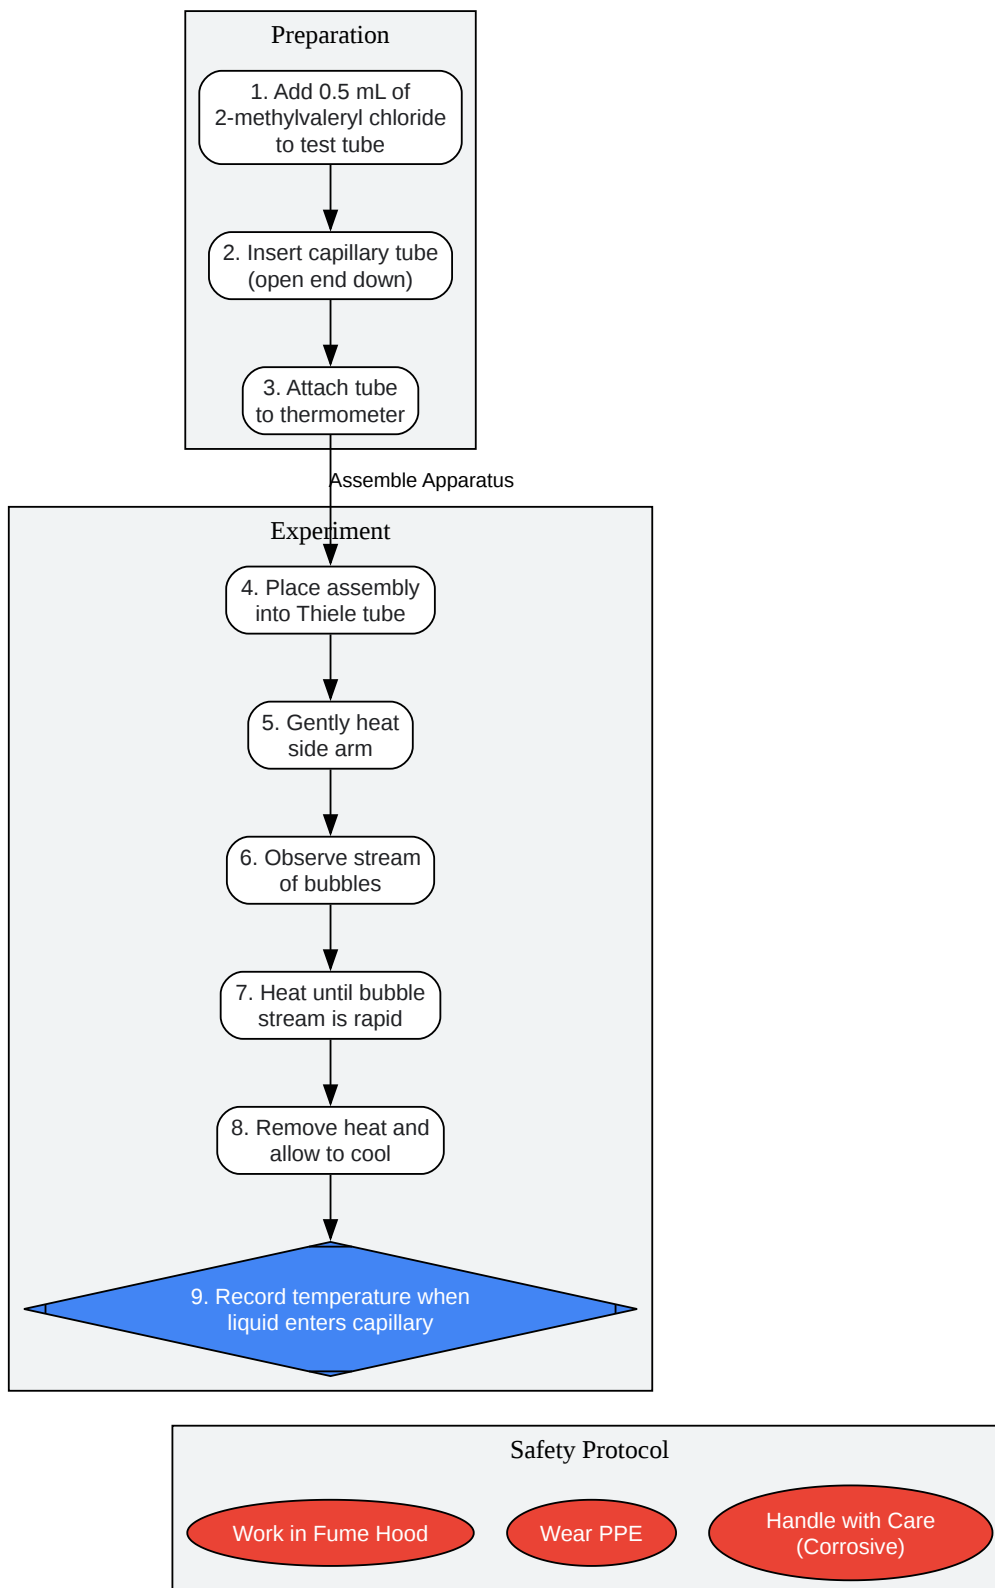 Preparation
1. Add 0.5 mL of
2-methylvaleryl chloride
to test tube
2. Insert capillary tube
(open end down)
3. Attach tube
to thermometer
Assemble Apparatus
Experiment
4. Place assembly
into Thiele tube
5. Gently heat
side arm
6. Observe stream
of bubbles
7. Heat until bubble
stream is rapid
8. Remove heat and
allow to cool
9. Record temperature when
liquid enters capillary
Safety Protocol
Work in Fume Hood
Wear PPE
Handle with Care
(Corrosive)